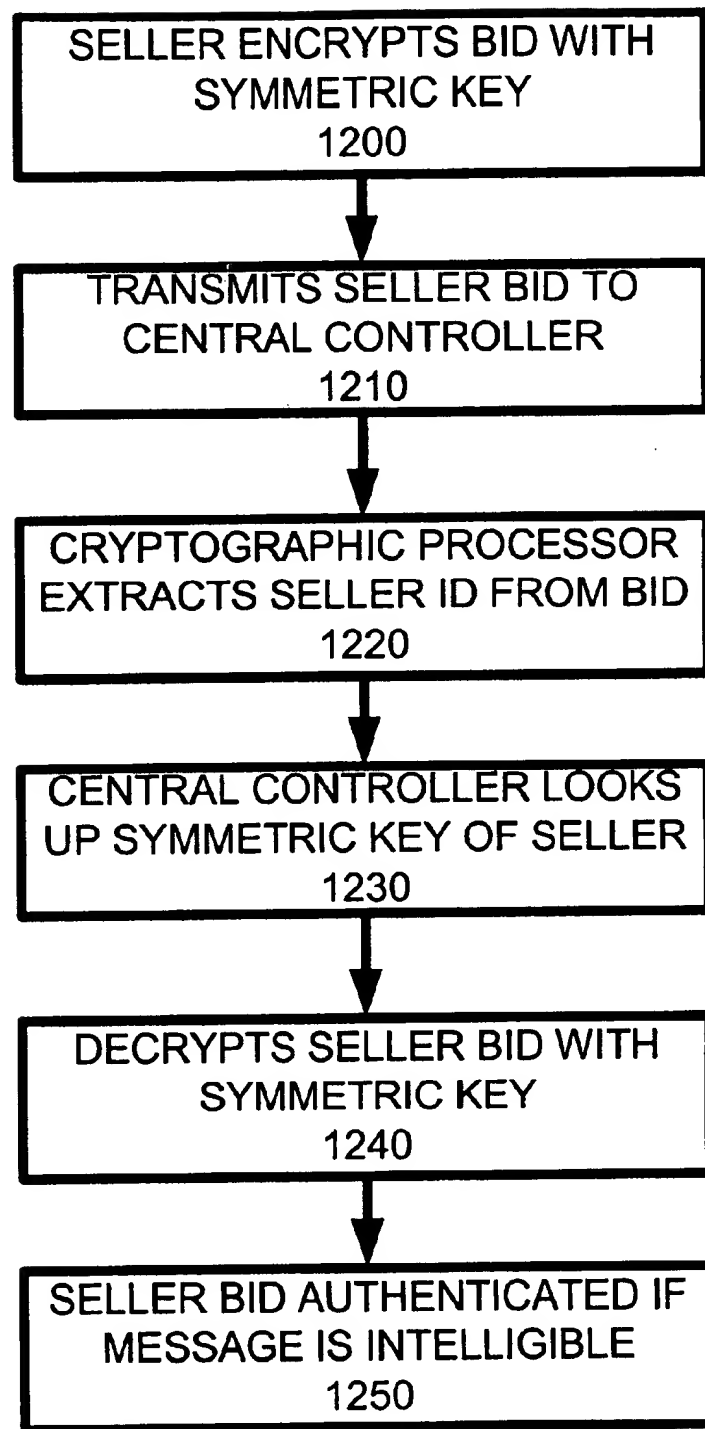 SELLER ENCRYPTS BID WITH
SYMMETRIC KEY
1200
TRANSMITS SELLER BID TO
CENTRAL CONTROLLER
1210
CRYPTOGRAPHIC PROCESSOR
EXTRACTS SELLER ID FROM BID
1220
CENTRAL CONTROLLER LOOKS
UP SYMMETRIC KEY OF SELLER
1230
DECRYPTS SELLER BID WITH
SYMMETRIC KEY
1240
SELLER BID AUTHENTICATED IF
MESSAGE IS INTELLIGIBLE
1250